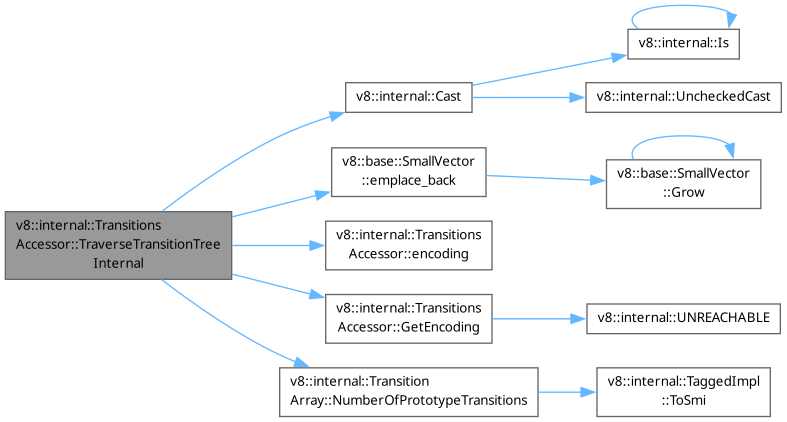 v8::internal::Is
v8::internal::Cast
v8::internal::UncheckedCast
v8::base::SmallVector
::emplace_back
v8::base::SmallVector
::Grow
v8::internal::Transitions
Accessor::TraverseTransitionTree
Internal
v8::internal::Transitions
Accessor::encoding
v8::internal::Transitions
Accessor::GetEncoding
v8::internal::UNREACHABLE
v8::internal::Transition
Array::NumberOfPrototypeTransitions
v8::internal::TaggedImpl
::ToSmi